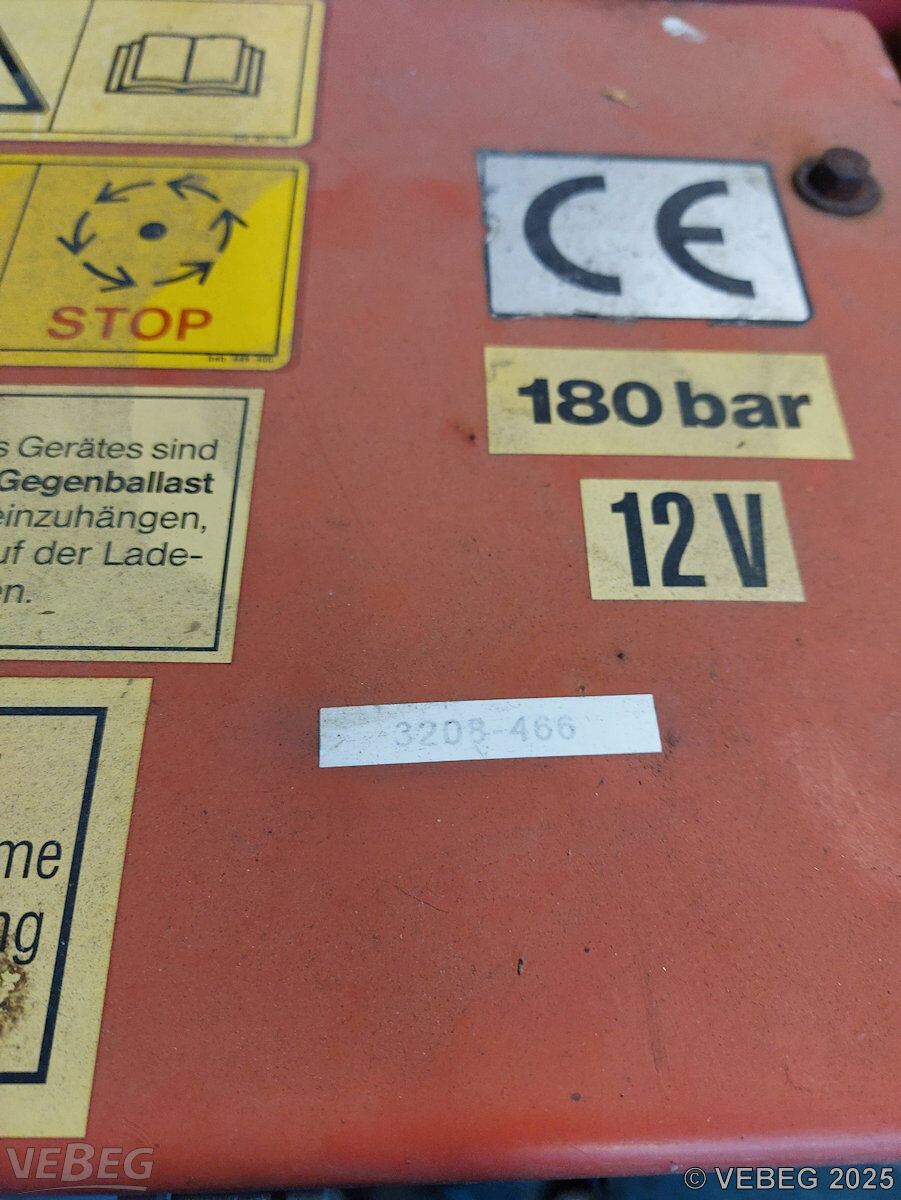 STOP
CE
180 bar
12 V
s Gerätes sind
Gegenballast
einzuhängen,
uf der Lade-
en.
3208-466
me
ng
VEBEG
© VEBEG 2025